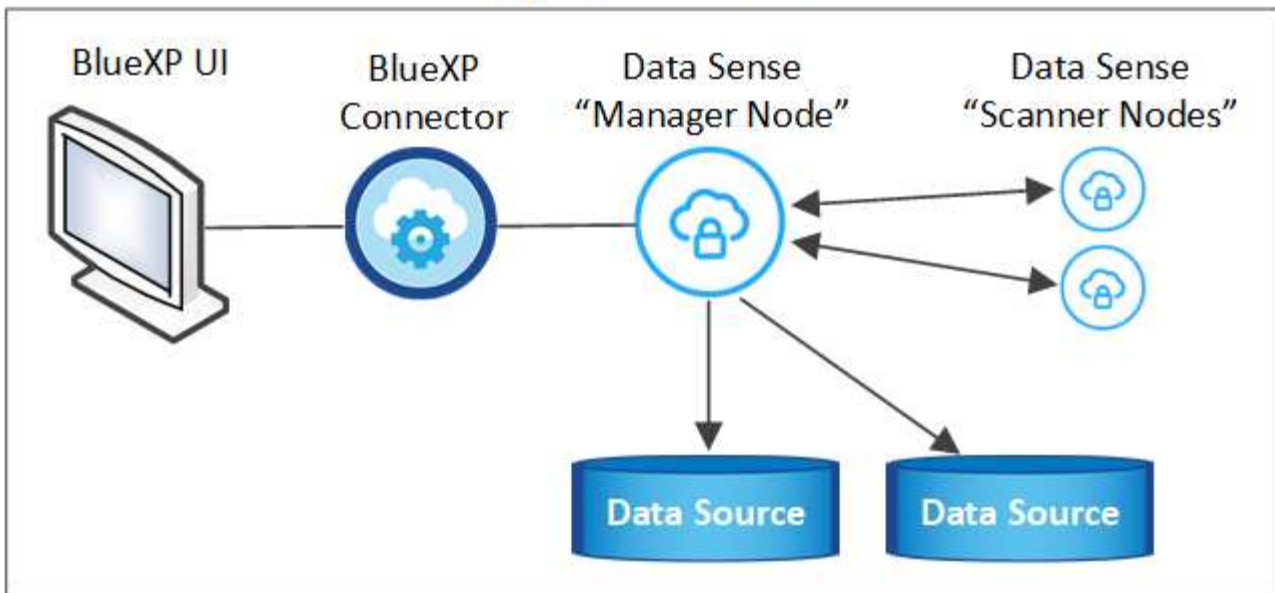 BlueXP UI
BlueXP
Connector
Data Sense
“Manager Node”
Data Sense
“Scanner Nodes”
Data Source
Data Source